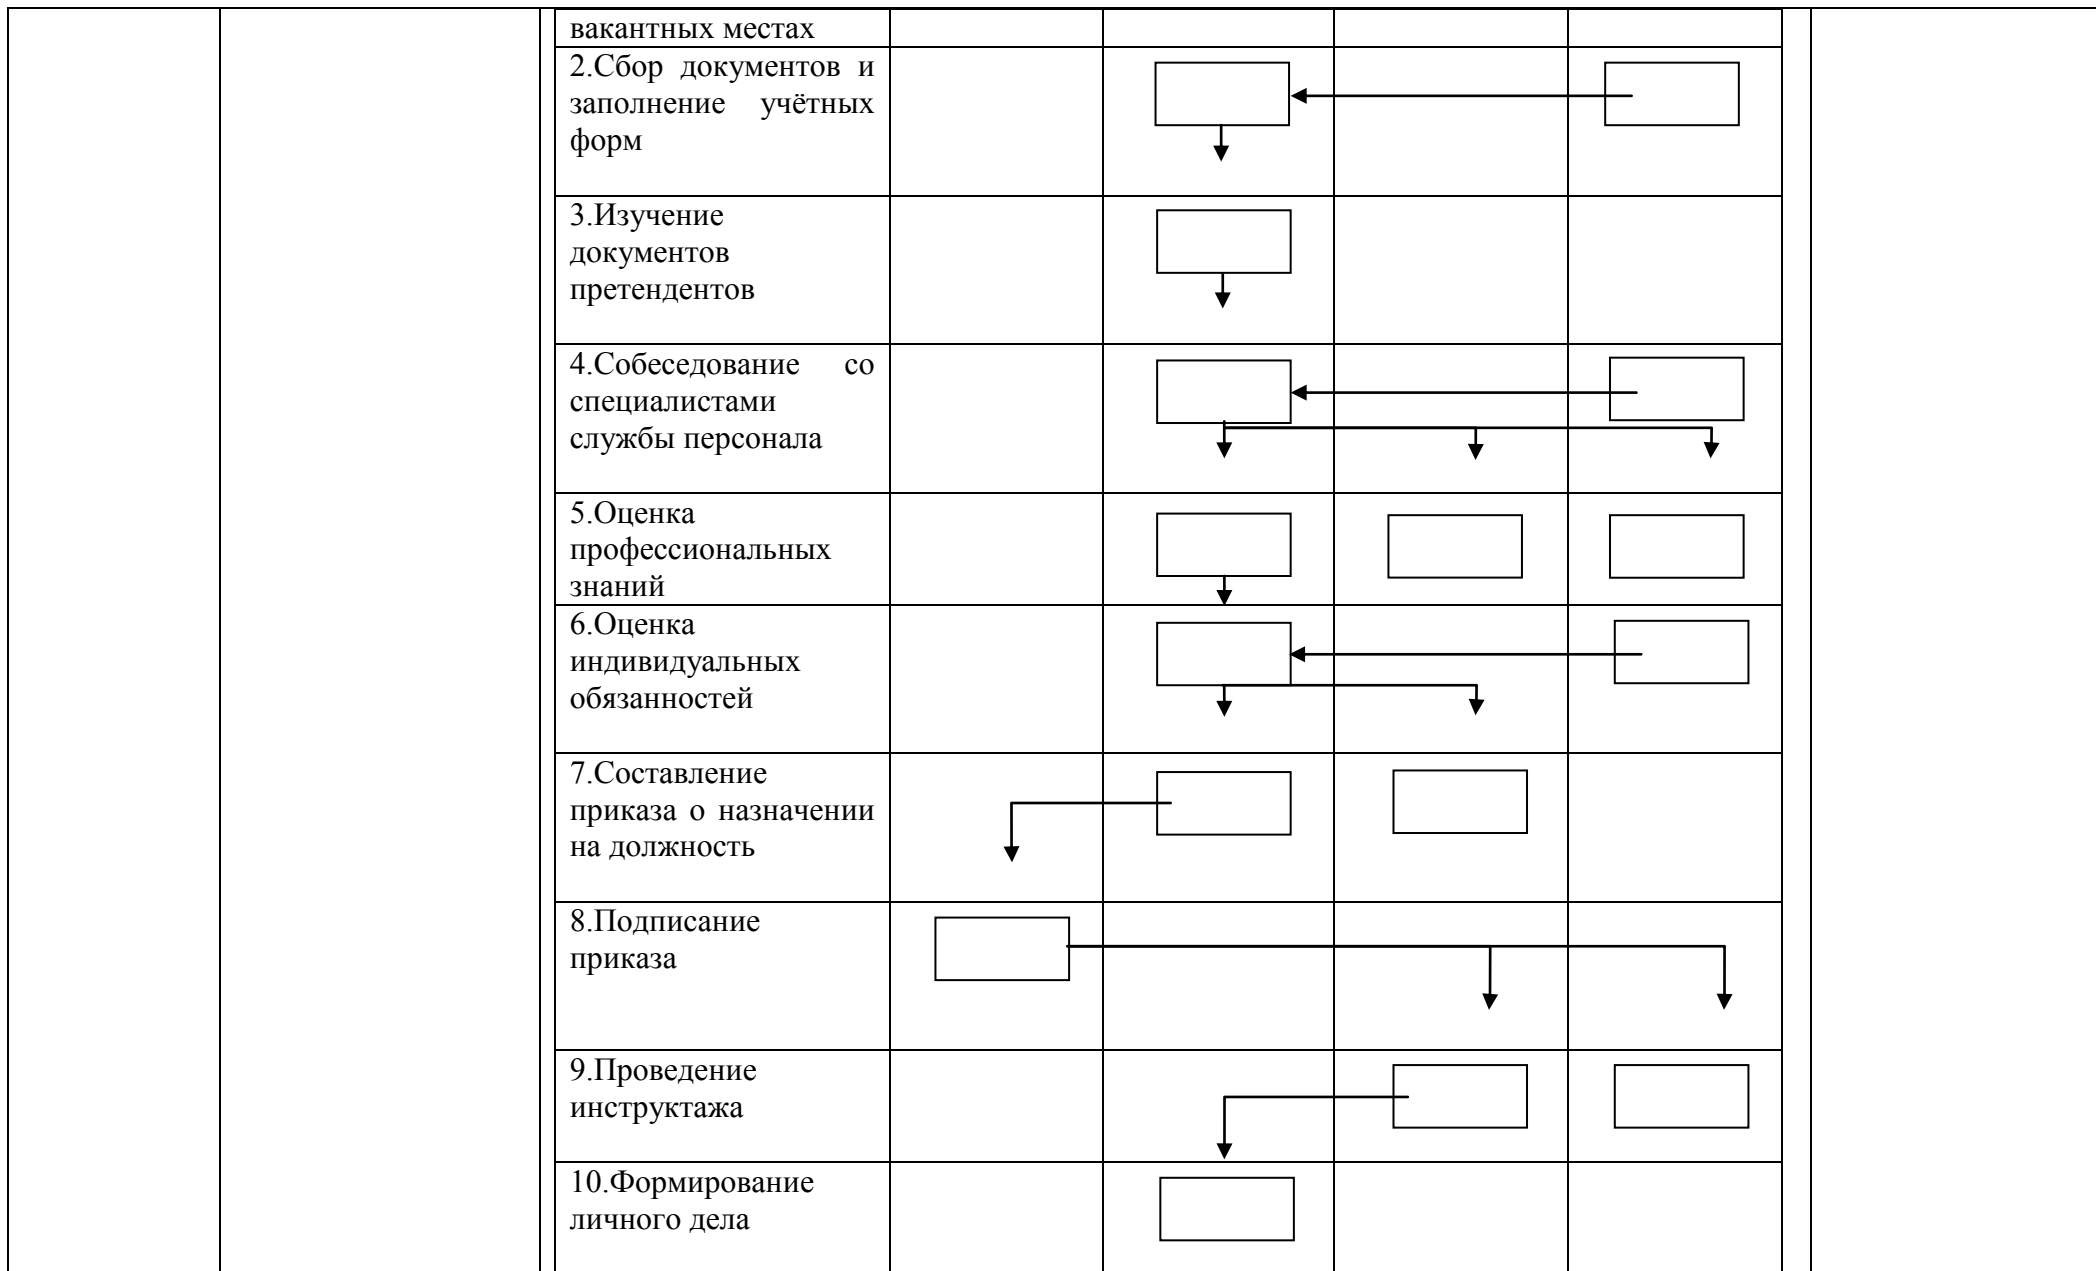 вакантных местах
2.Сбор документов и
заполнение учётных
форм
3.Изучение
документов
претендентов
4.Собеседование со
специалистами
службы персонала
5.Оценка
профессиональных
знаний
6.Оценка
индивидуальных
обязанностей
7.Составление
приказа о назначении
на должность
8.Подписание
приказа
9.Проведение
инструктажа
10.Формирование
личного дела